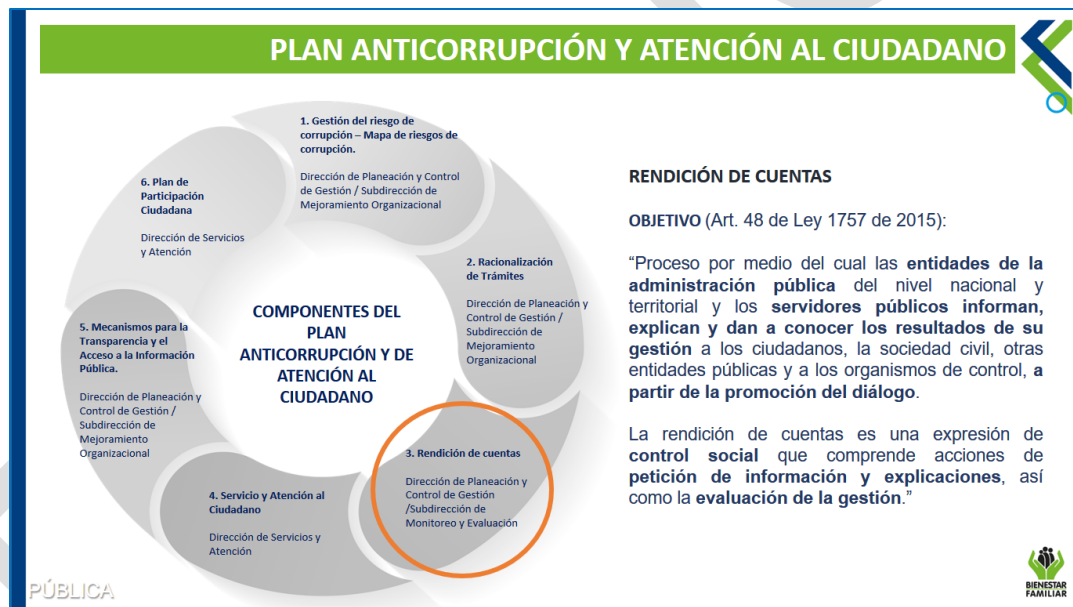 PLAN ANTICORRUPCIÓN Y ATENCIÓN AL CIUDADANO
1. Gestión del riesgo de
corrupción – Mapa de riesgos de
corrupción.
Dirección de Planeación y Control
de Gestión / Subdirección de
Mejoramiento Organizacional
2. Racionalización
de Trámites
Dirección de Planeación y
Control de Gestión /
Subdirección de
Mejoramiento
Organizacional
3. Rendición de cuentas
Dirección de Planeación y
Control de Gestión
/Subdirección de
Monitoreo y Evaluación
4. Servicio y Atención al
Ciudadano
Dirección de Servicios y
Atención
5. Mecanismos para la
Transparencia y el
Acceso a la Información
Pública.
Dirección de Planeación y
Control de Gestión /
Subdirección de
Mejoramiento
Organizacional
6. Plan de
Participación
Ciudadana
Dirección de Servicios
y Atención
COMPONENTES DEL
PLAN
ANTICORRUPCIÓN Y DE
ATENCIÓN AL
CIUDADANO
RENDICIÓN DE CUENTAS
OBJETIVO (Art. 48 de Ley 1757 de 2015):
“Proceso por medio del cual las entidades de la
administración pública del nivel nacional y
territorial y los servidores públicos informan,
explican y dan a conocer los resultados de su
gestión a los ciudadanos, la sociedad civil, otras
entidades públicas y a los organismos de control, a
partir de la promoción del diálogo.
La rendición de cuentas es una expresión de
control social que comprende acciones de
petición de información y explicaciones, así
como la evaluación de la gestión.”
PÚBLICA
BIENESTAR
FAMILIAR